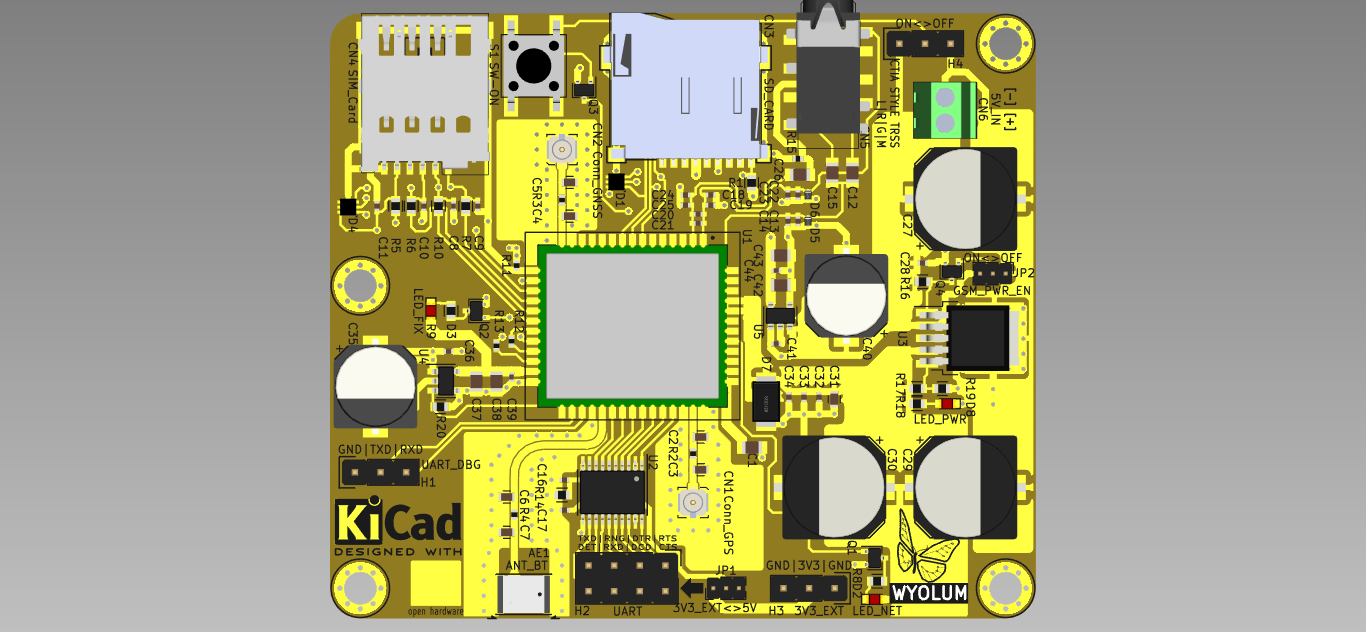 ON<>OFF
H4
CN4 SIM_Card
S1 SW-ON
Q3
CN3
SD_CARD
CTIA STYLE TRSS
L|R|G|M
[-]
[+]
5V_IN
CN6
CN2 Conn_GNSS
C5R3C4
D1
R15
C26
C24
C25
C20
C21
C18
C19
C14
C13
D6
D5
C15
C12
C27
D4
C11
R5
R6
C10
R10
C8
C9
U1
R11
C43
C44
C42
C28
R16
Q4
ON<>OFF
JP2
GSM_PWR_EN
LED_FIX
R9
D3
Q2
R13
R12
C35
U4
C36
C37
C38
C39
R20
U5
C41
C40
U3
D7
C34
C33
C32
C31
R17
R18
R19
D8
LED_PWR
GND|TXD|RXD
UART_DBG
H1
C2R2C3
C1
CN1
Conn_GPS
U2
C16R14C17
C6R4C7
C30
C29
KiCad
DESIGNED WITH
AE1
ANT_BT
TXD|RNG|DTR|RTS
DET|RXD|DCD|CTS
H2
UART
JP1
3V3_EXT<>5V
GND|3V3|GND
H3
3V3_EXT
Q1
R8
D2
LED_NET
WYOLUM
open hardware